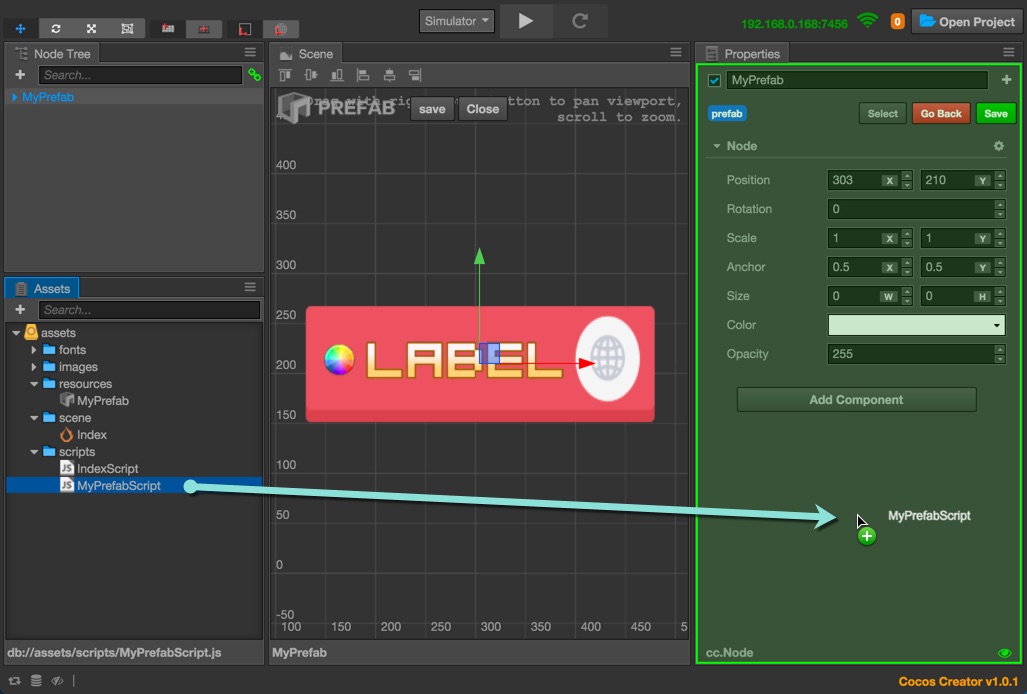 Simulator
192.168.0.168:7456
0
Open Project
Node Tree
Search...
MyPrefab
Scene
Drag with right mouse button to pan viewport,
scroll to zoom.
PREFAB
save
Close
400
350
300
250
200
150
100
50
0
-50
100
150
200
250
300
350
400
450
5
LABEL
MyPrefab
Assets
Search...
assets
fonts
images
resources
MyPrefab
scene
Index
scripts
JS IndexScript
JS MyPrefabScript
db://assets/scripts/MyPrefabScript.js
Properties
MyPrefab
prefab
Select
Go Back
Save
Node
Position 303 X 210 Y
Rotation 0
Scale 1 X 1 Y
Anchor 0.5 X 0.5 Y
Size 0 W 0 H
Color
Opacity 255
Add Component
MyPrefabScript
cc.Node
Cocos Creator v1.0.1